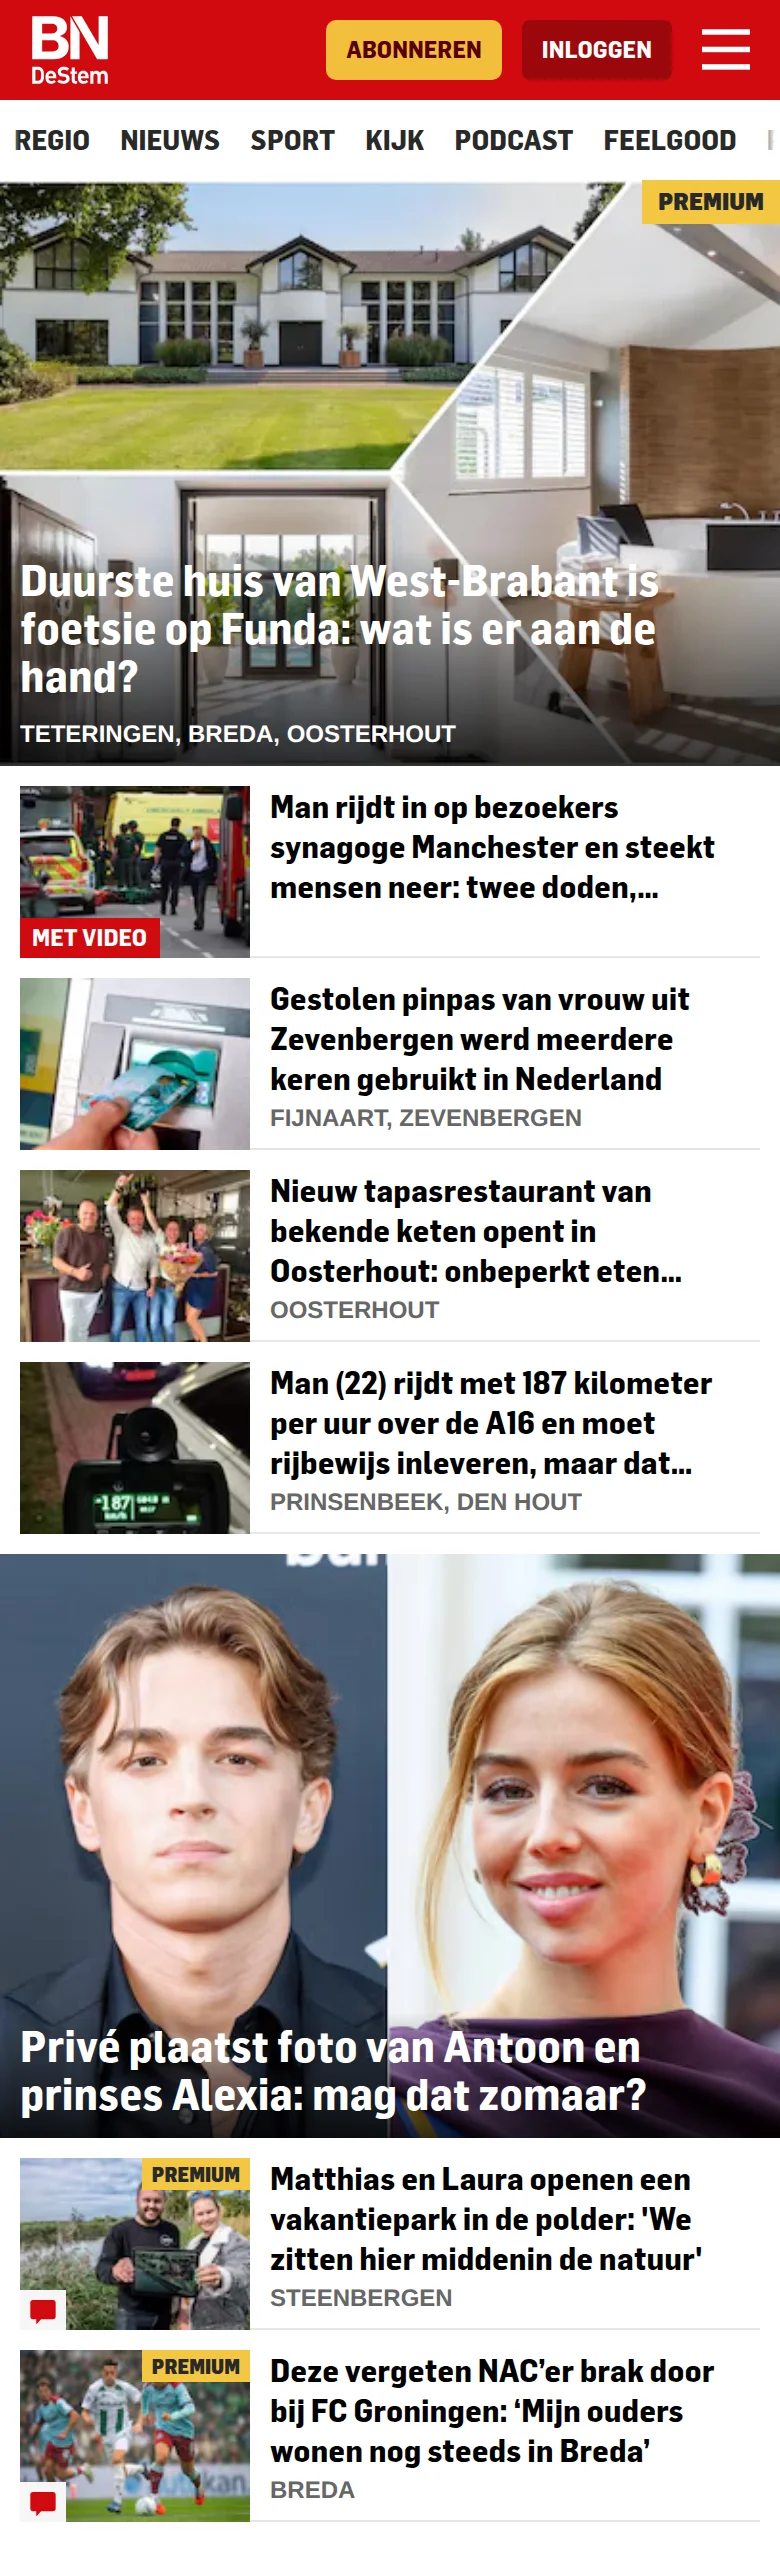 BN
DeStem
ABONNEREN
INLOGGEN
REGIO NIEUWS SPORT KIJK PODCAST FEELGOOD
PREMIUM
Duurste huis van West-Brabant is
foetsie op Funda: wat is er aan de
hand?
TETERINGEN, BREDA, OOSTERHOUT
Man rijdt in op bezoekers
synagoge Manchester en steekt
mensen neer: twee doden,...
MET VIDEO
Gestolen pinpas van vrouw uit
Zevenbergen werd meerdere
keren gebruikt in Nederland
FIJNAART, ZEVENBERGEN
Nieuw tapasrestaurant van
bekende keten opent in
Oosterhout: onbeperkt eten...
OOSTERHOUT
Man (22) rijdt met 187 kilometer
per uur over de A16 en moet
rijbewijs inleveren, maar dat...
PRINSENBEEK, DEN HOUT
-187
Privé plaatst foto van Antoon en
prinses Alexia: mag dat zomaar?
PREMIUM
Matthias en Laura openen een
vakantiepark in de polder: 'We
zitten hier middenin de natuur'
STEENBERGEN
PREMIUM
Deze vergeten NAC’er brak door
bij FC Groningen: ‘Mijn ouders
wonen nog steeds in Breda’
BREDA